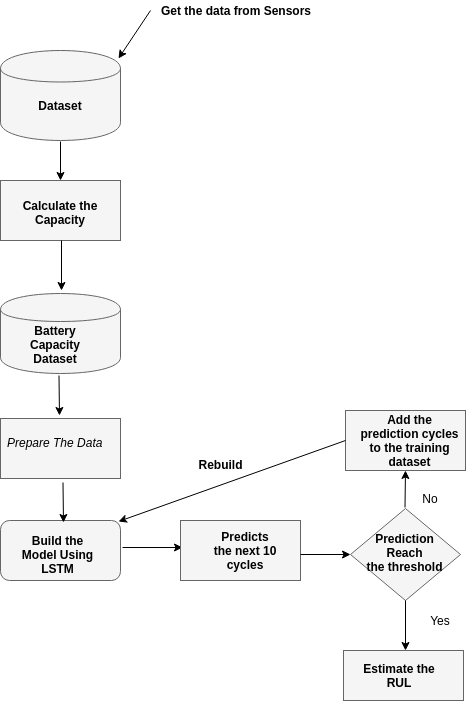 Get the data from Sensors
Dataset
Calculate the
Capacity
Battery
Capacity
Dataset
Prepare The Data
Build the
Model Using
LSTM
Predicts
the next 10
cycles
Prediction
Reach
the threshold
Rebuild
Add the
prediction cycles
to the training
dataset
No
Yes
Estimate the
RUL